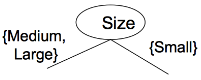 Size
{Medium,
Large}
{Small}